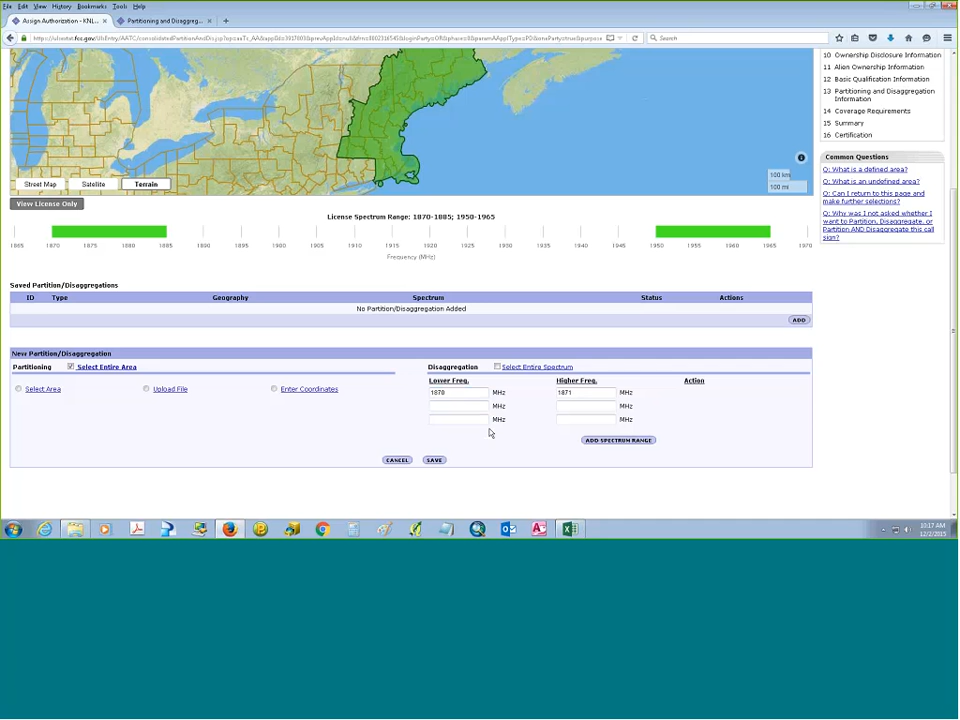 File Edit View History Bookmarks Tools Help
Assign Authorization - KNL...
Partitioning and Disaggreg...
Search
10 Ownership Disclosure Information
11 Alien Ownership Information
12 Basic Qualification Information
13 Partitioning and Disaggregation
Information
14 Coverage Requirements
15 Summary
16 Certification
Common Questions
Q: What is a defined area?
Q: What is an undefined area?
Q: Can I return to this page and
make further selections?
Q: Why was I not asked whether I
want to Partition, Disaggregate, or
Partition AND Disaggregate this call
sign?
100 km
100 mi
Street Map Satellite Terrain
View License Only
License Spectrum Range: 1870-1885; 1950-1965
1865 1870 1875 1880 1885 1890 1895 1900 1905 1910 1915 1920 1925 1930 1935 1940 1945 1950 1955 1960 1965 1970
Frequency (MHz)
Saved Partition/Disaggregations
ID Type Geography Spectrum Status Actions
No Partition/Disaggregation Added
ADD
New Partition/Disaggregation
Partitioning Select Entire Area Disaggregation Select Entire Spectrum
Lower Freq. Higher Freq. Action
Select Area Upload File Enter Coordinates
1870 MHz 1871 MHz
MHz MHz
MHz MHz
ADD SPECTRUM RANGE
CANCEL SAVE
10:17 AM
12/2/2015